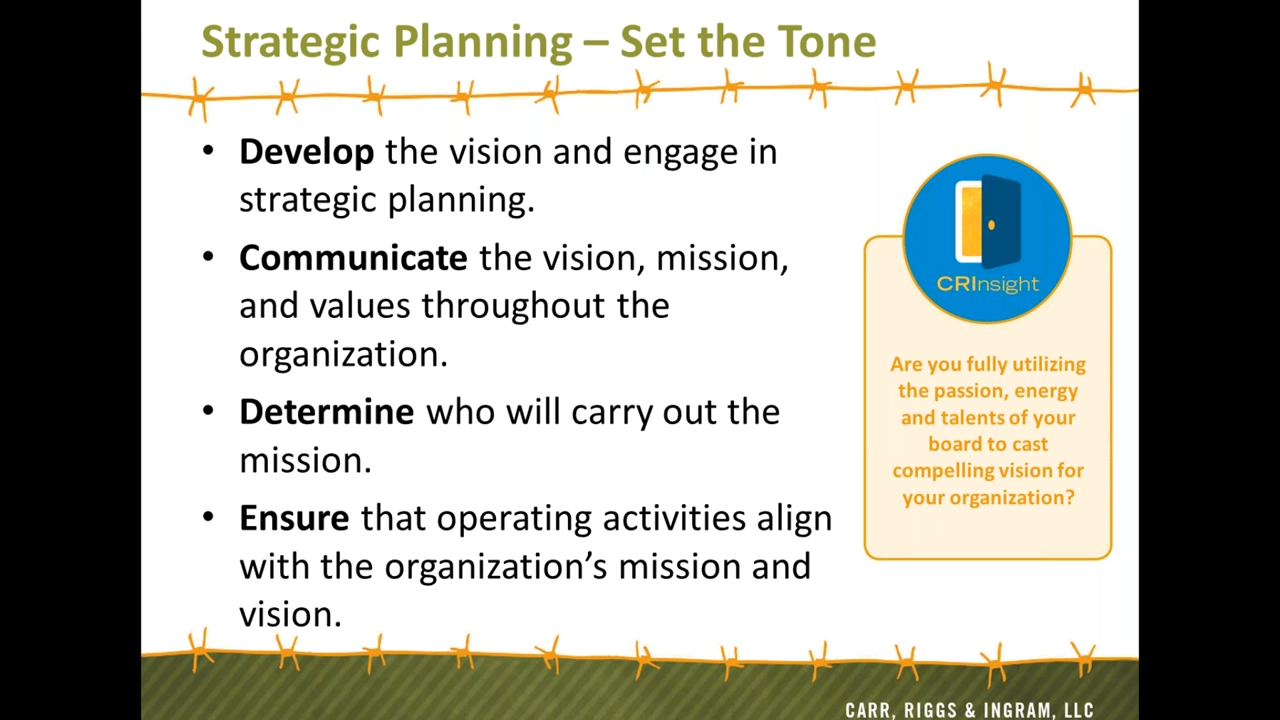 Strategic Planning – Set the Tone
• Develop the vision and engage in
strategic planning.
• Communicate the vision, mission,
and values throughout the
organization.
• Determine who will carry out the
mission.
• Ensure that operating activities align
with the organization’s mission and
vision.
CRInsight
Are you fully utilizing
the passion, energy
and talents of your
board to cast
compelling vision for
your organization?
CARR, RIGGS & INGRAM, LLC